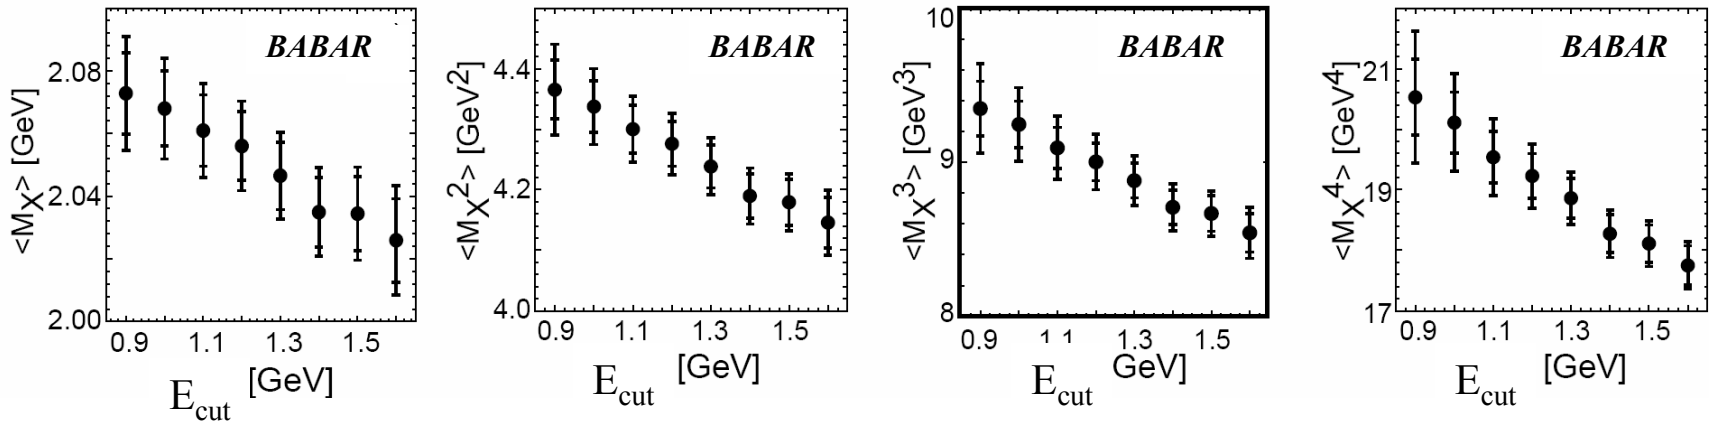 <M_X> [GeV]
2.08
2.04
2.00
BABAR
0.9 1.1 1.3 1.5
[GeV]
E_cut
<M_X^2> [GeV^2]
4.4
4.2
4.0
BABAR
0.9 1.1 1.3 1.5
[GeV]
E_cut
<M_X^3> [GeV^3]
10
9
8
BABAR
0.9 1.1 1.3 1.5
GeV]
E_cut
<M_X^4> [GeV^4]
21
19
17
BABAR
0.9 1.1 1.3 1.5
[GeV]
E_cut